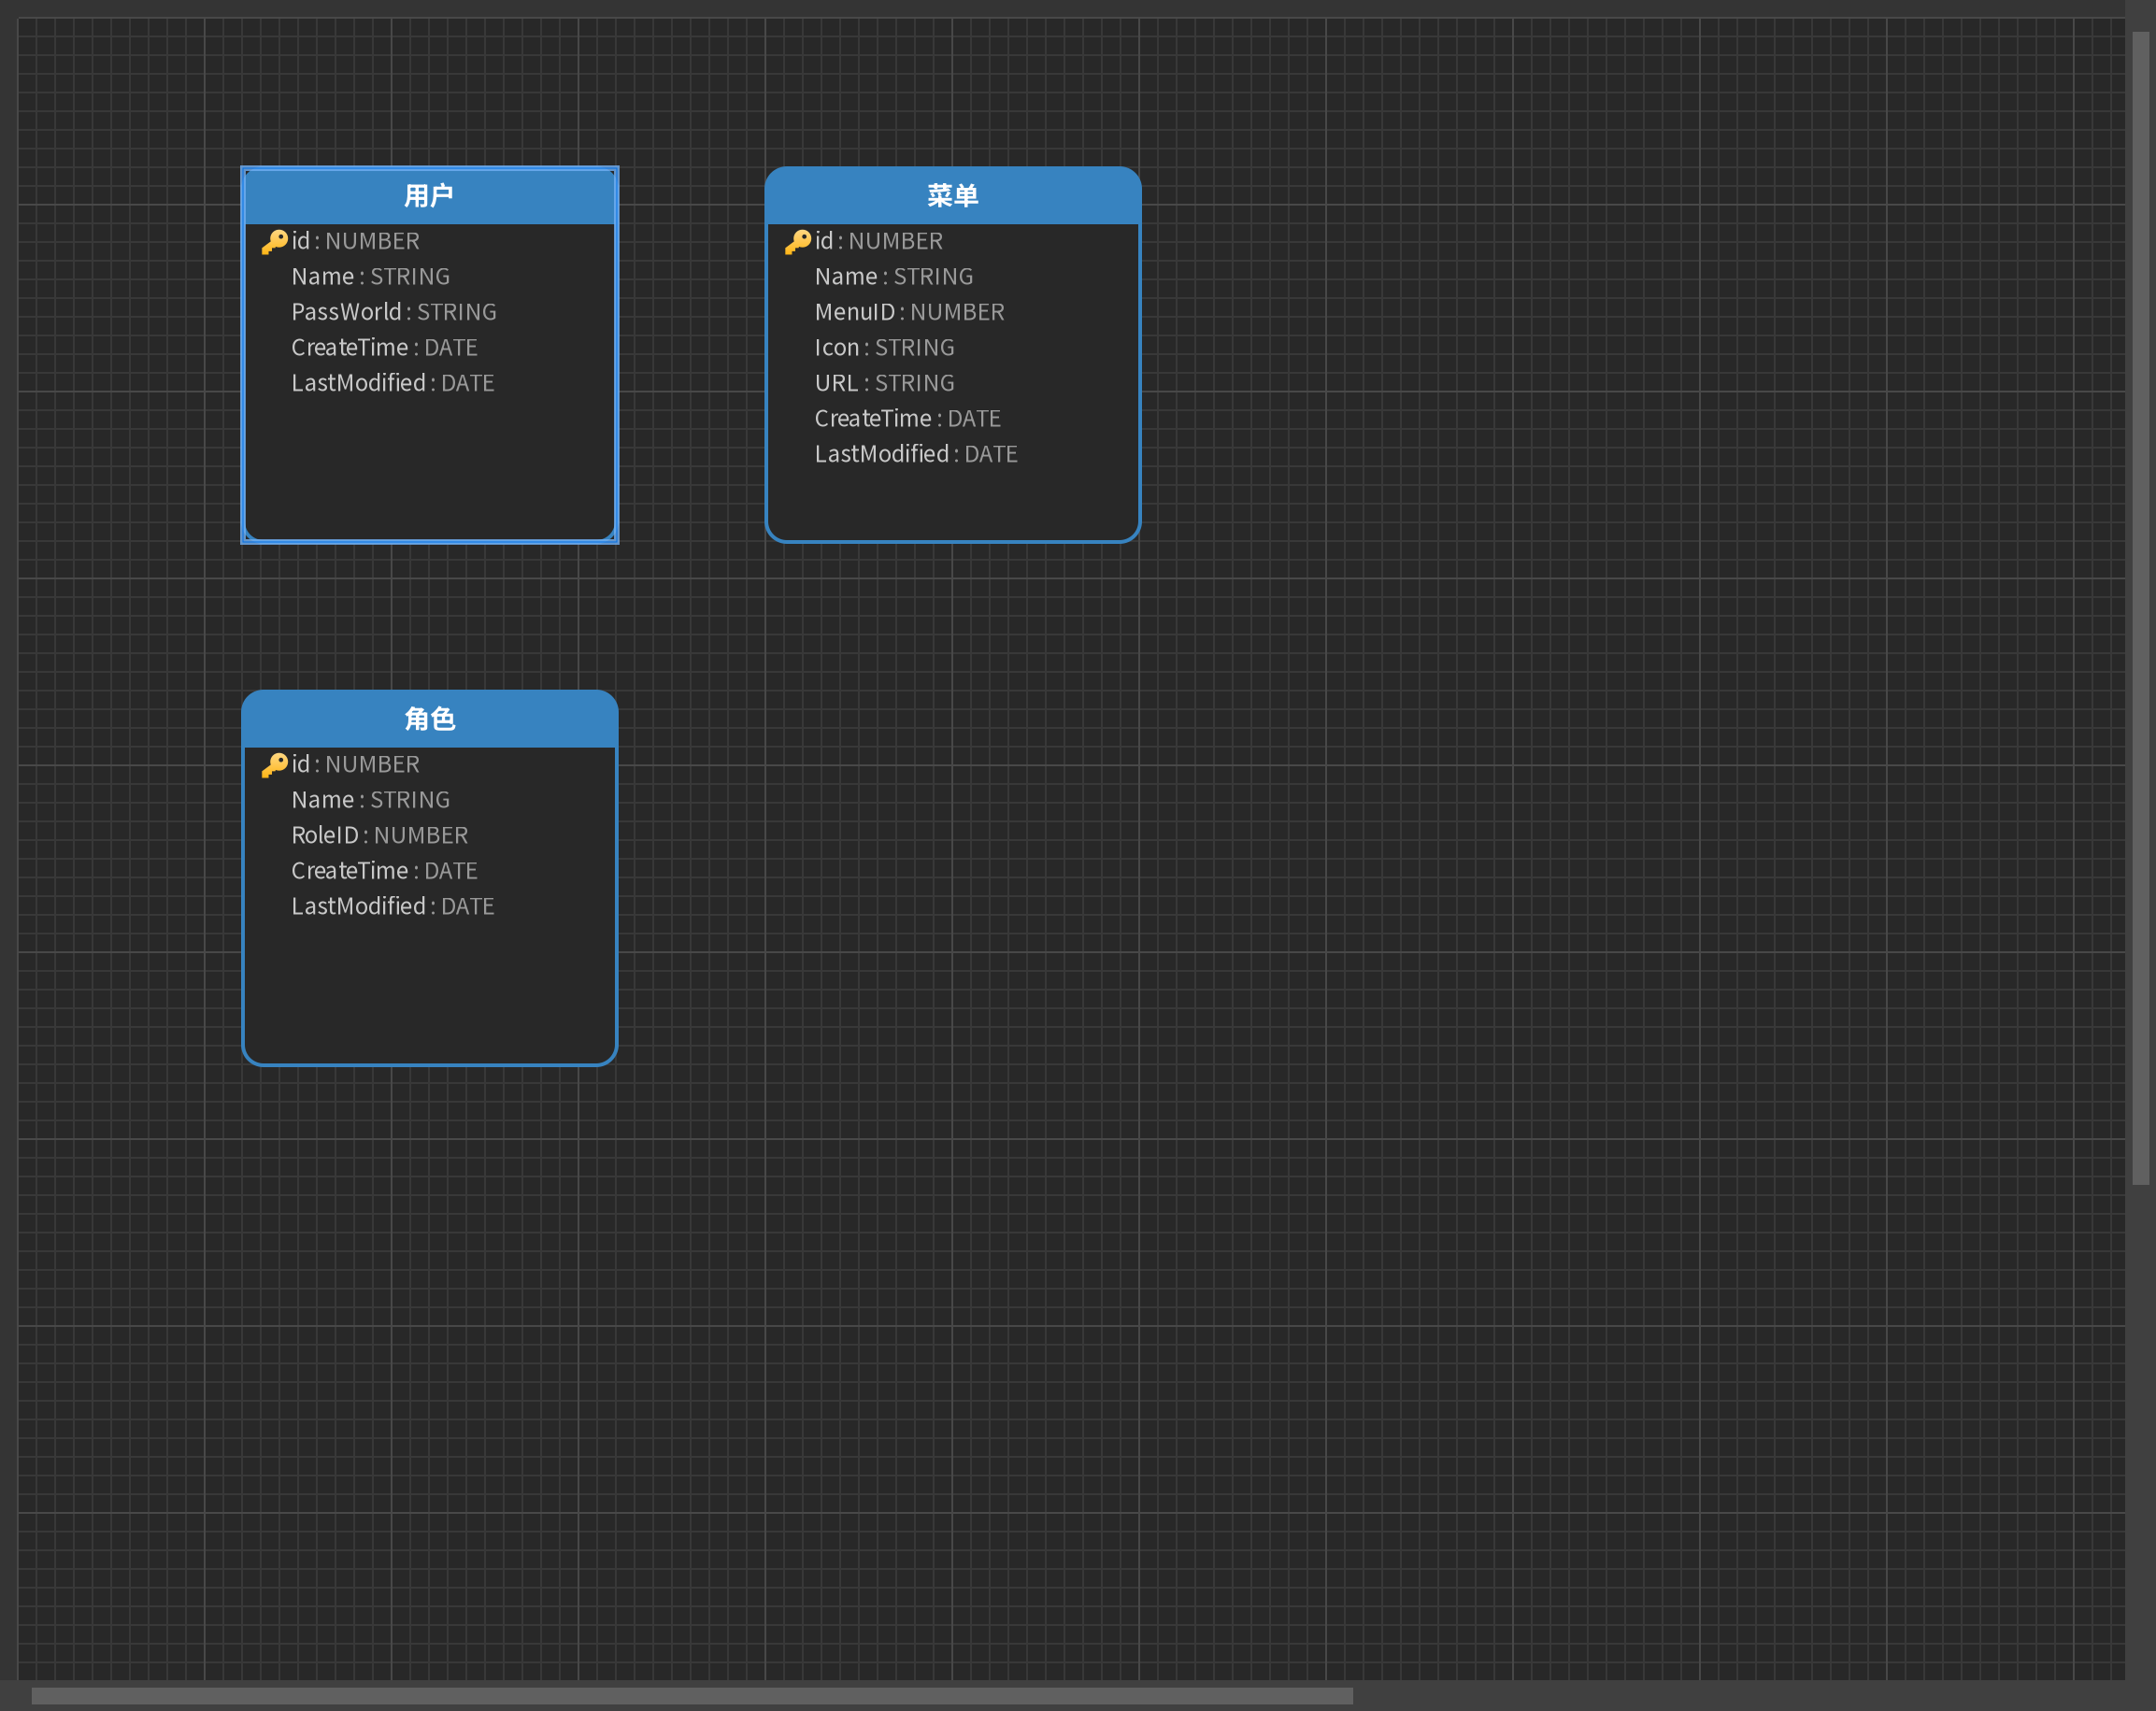 用户
id : NUMBER
Name : STRING
PassWorld : STRING
CreateTime : DATE
LastModified : DATE
菜单
id : NUMBER
Name : STRING
MenuID : NUMBER
Icon : STRING
URL : STRING
CreateTime : DATE
LastModified : DATE
角色
id : NUMBER
Name : STRING
RoleID : NUMBER
CreateTime : DATE
LastModified : DATE